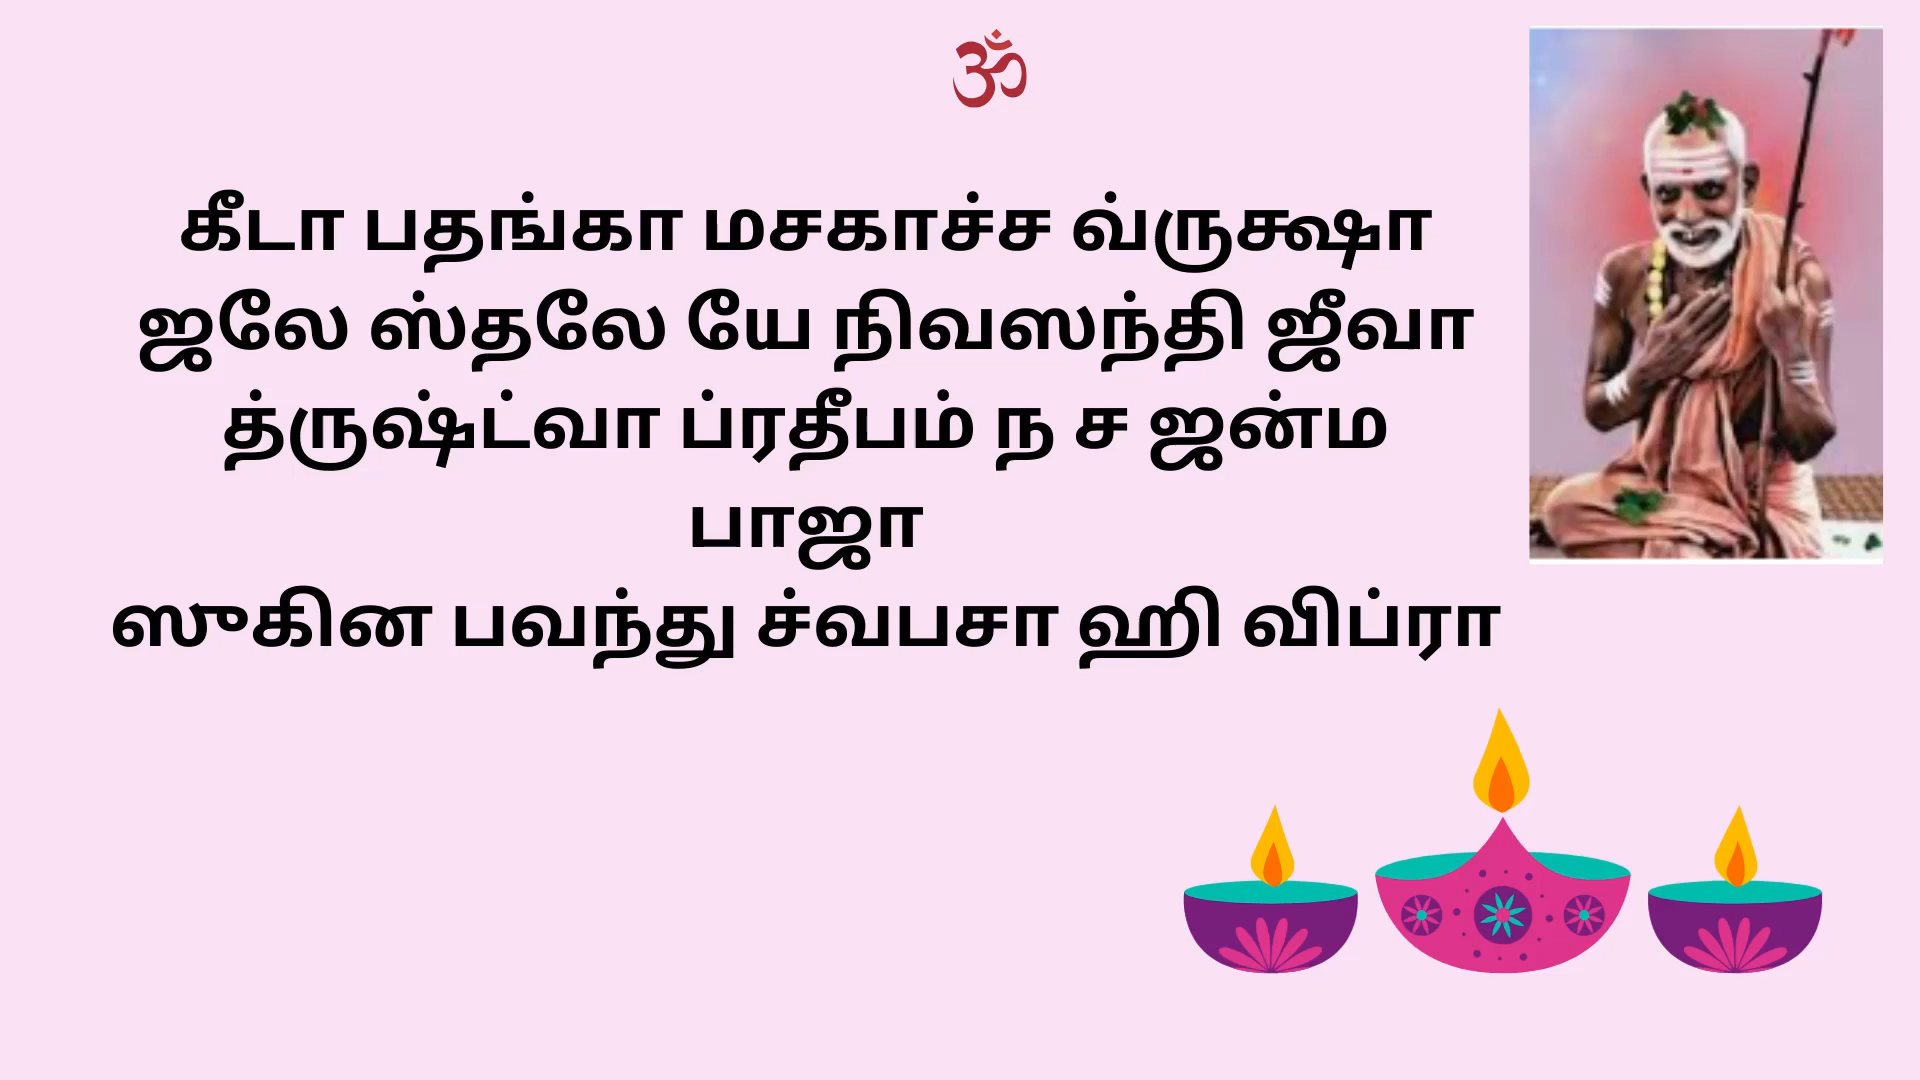 ॐ
கீடா பதங்கா மசகாச்ச வ்ருக்ஷா
ஜலே ஸ்தலே யே நிவஸந்தி ஜீவா
த்ருஷ்ட்வா ப்ரதீபம் ந ச ஜன்ம
பாஜா
ஸுகின பவந்து ச்வபசா ஹி விப்ரா